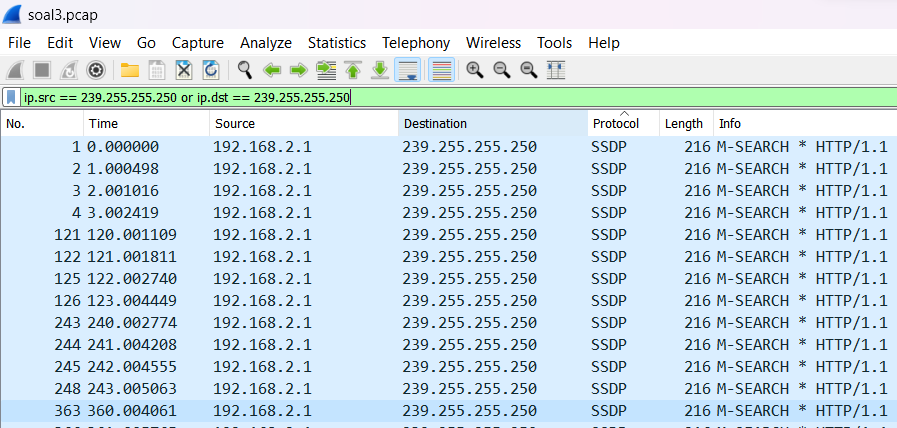 soal3.pcap
File Edit View Go Capture Analyze Statistics Telephony Wireless Tools Help
ip.src == 239.255.255.250 or ip.dst == 239.255.255.250
No. Time Source Destination Protocol Length Info
1 0.000000 192.168.2.1 239.255.255.250 SSDP 216 M-SEARCH * HTTP/1.1
2 1.000498 192.168.2.1 239.255.255.250 SSDP 216 M-SEARCH * HTTP/1.1
3 2.001016 192.168.2.1 239.255.255.250 SSDP 216 M-SEARCH * HTTP/1.1
4 3.002419 192.168.2.1 239.255.255.250 SSDP 216 M-SEARCH * HTTP/1.1
121 120.001109 192.168.2.1 239.255.255.250 SSDP 216 M-SEARCH * HTTP/1.1
122 121.001811 192.168.2.1 239.255.255.250 SSDP 216 M-SEARCH * HTTP/1.1
125 122.002740 192.168.2.1 239.255.255.250 SSDP 216 M-SEARCH * HTTP/1.1
126 123.004449 192.168.2.1 239.255.255.250 SSDP 216 M-SEARCH * HTTP/1.1
243 240.002774 192.168.2.1 239.255.255.250 SSDP 216 M-SEARCH * HTTP/1.1
244 241.004208 192.168.2.1 239.255.255.250 SSDP 216 M-SEARCH * HTTP/1.1
245 242.004555 192.168.2.1 239.255.255.250 SSDP 216 M-SEARCH * HTTP/1.1
248 243.005063 192.168.2.1 239.255.255.250 SSDP 216 M-SEARCH * HTTP/1.1
363 360.004061 192.168.2.1 239.255.255.250 SSDP 216 M-SEARCH * HTTP/1.1